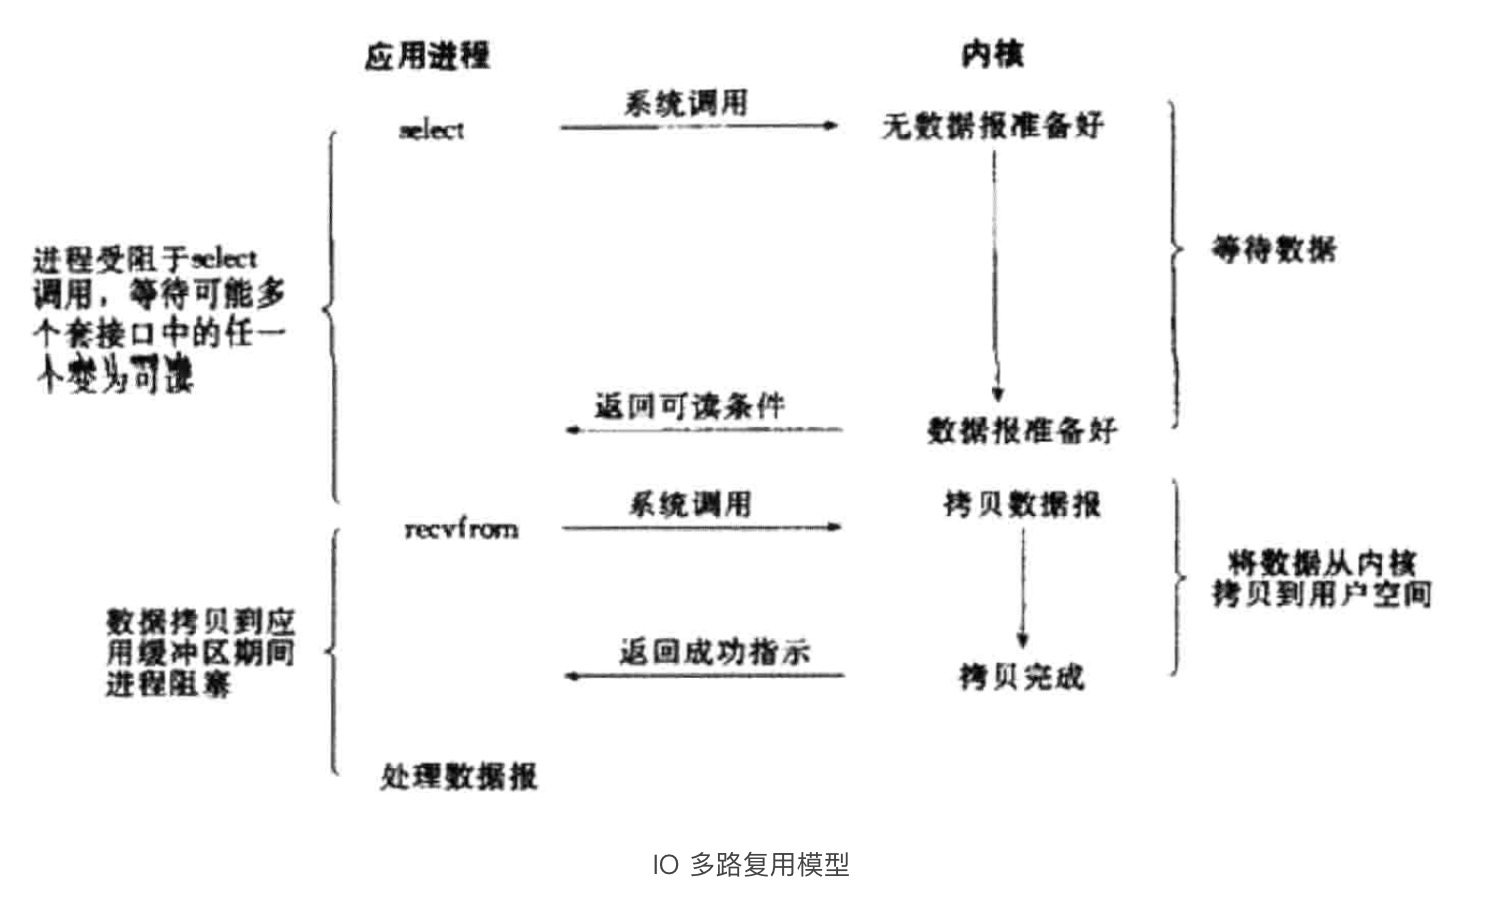 应用进程
内核
系统调用
select
无数据报准备好
进程受阻于select
调用，等待可能多
个套接口中的任一
个变为可读
等待数据
返回可读条件
数据报准备好
系统调用
recvfrom
拷贝数据报
将数据从内核
拷贝到用户空间
数据拷贝到应
用缓冲区期间
进程阻塞
返回成功指示
拷贝完成
处理数据报
IO 多路复用模型